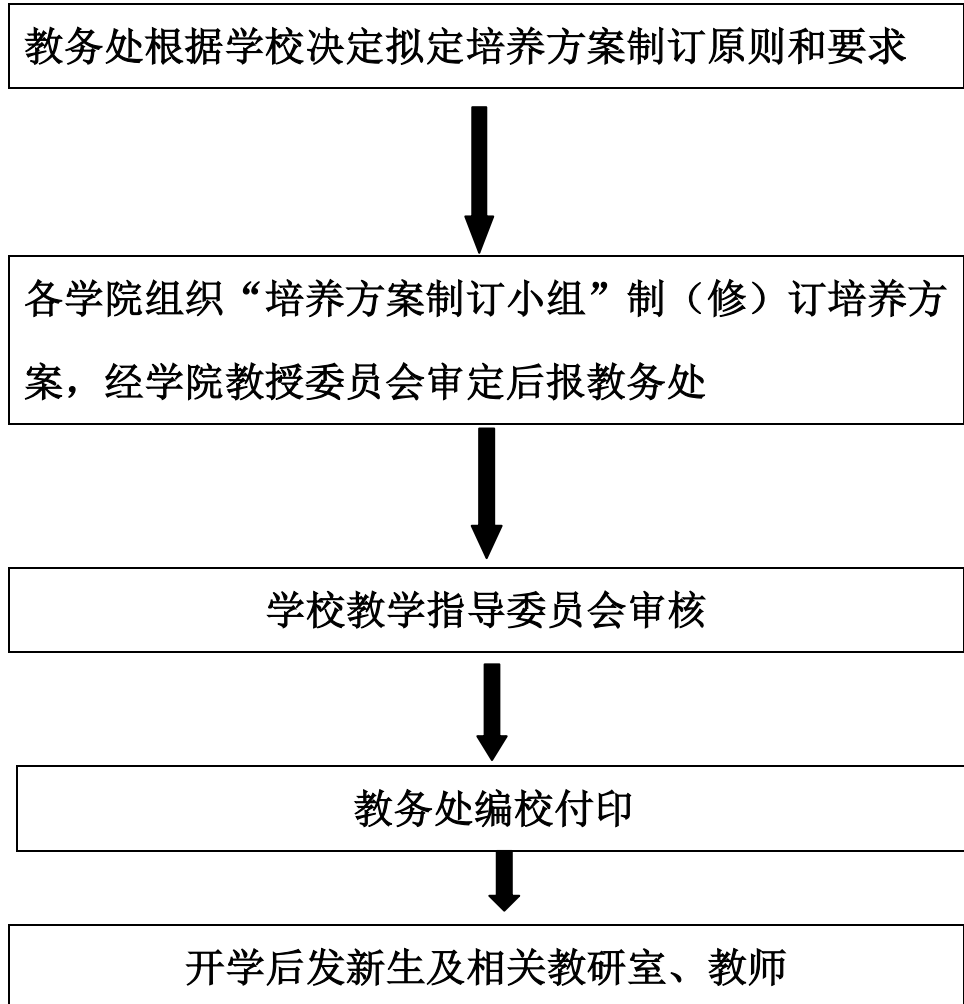 教务处根据学校决定拟定培养方案制订原则和要求
各学院组织“培养方案制订小组”制（修）订培养方
案，经学院教授委员会审定后报教务处
学校教学指导委员会审核
教务处编校付印
开学后发新生及相关教研室、教师